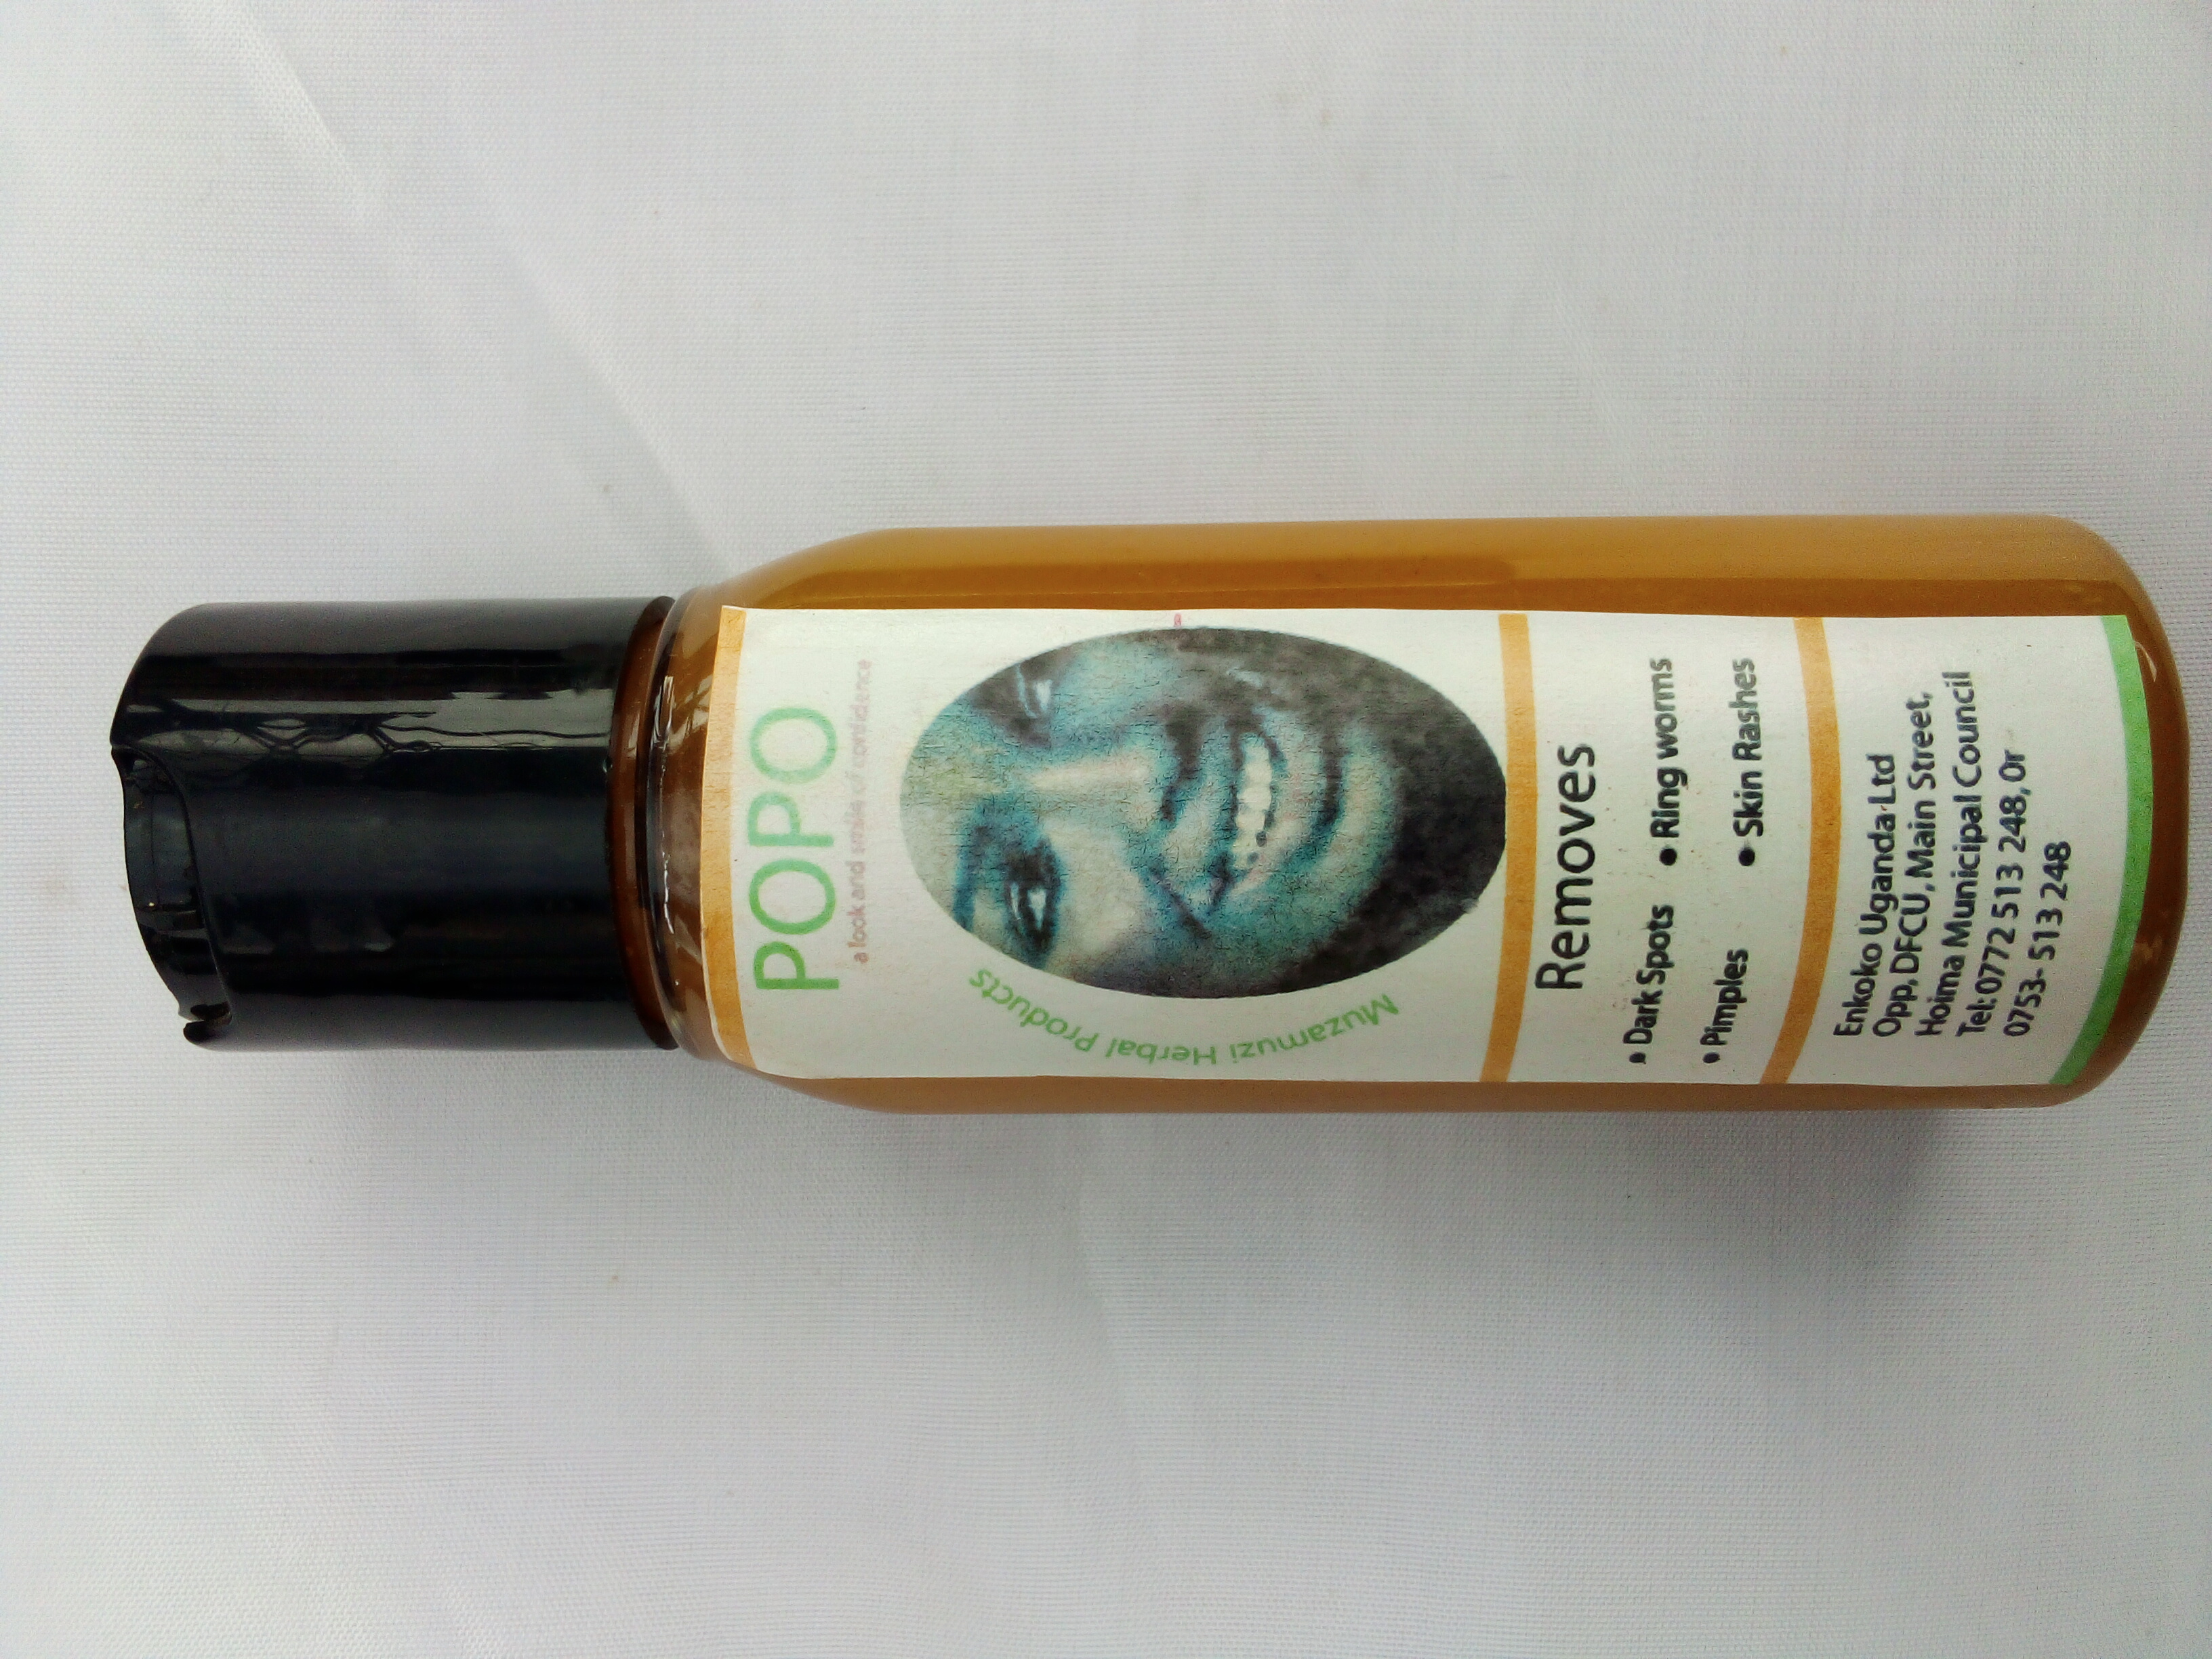 POPO
a look and smile of confidence
Muzamuzi Herbal Products
Removes
• Dark Spots
• Ring worms
• Pimples
• Skin Rashes
Enkoko Uganda Ltd
Opp, DFCU, Main Street,
Hoima Municipal Council
Tel: 0772 513 248, 0r
0753- 513 248